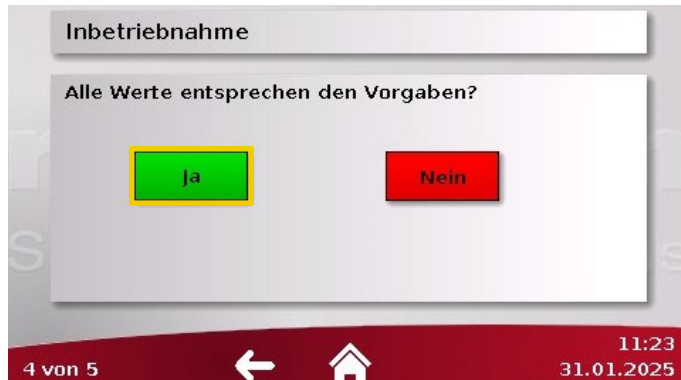 Inbetriebnahme
Alle Werte entsprechen den Vorgaben?
Ja
Nein
11:23
4 von 5
31.01.2025